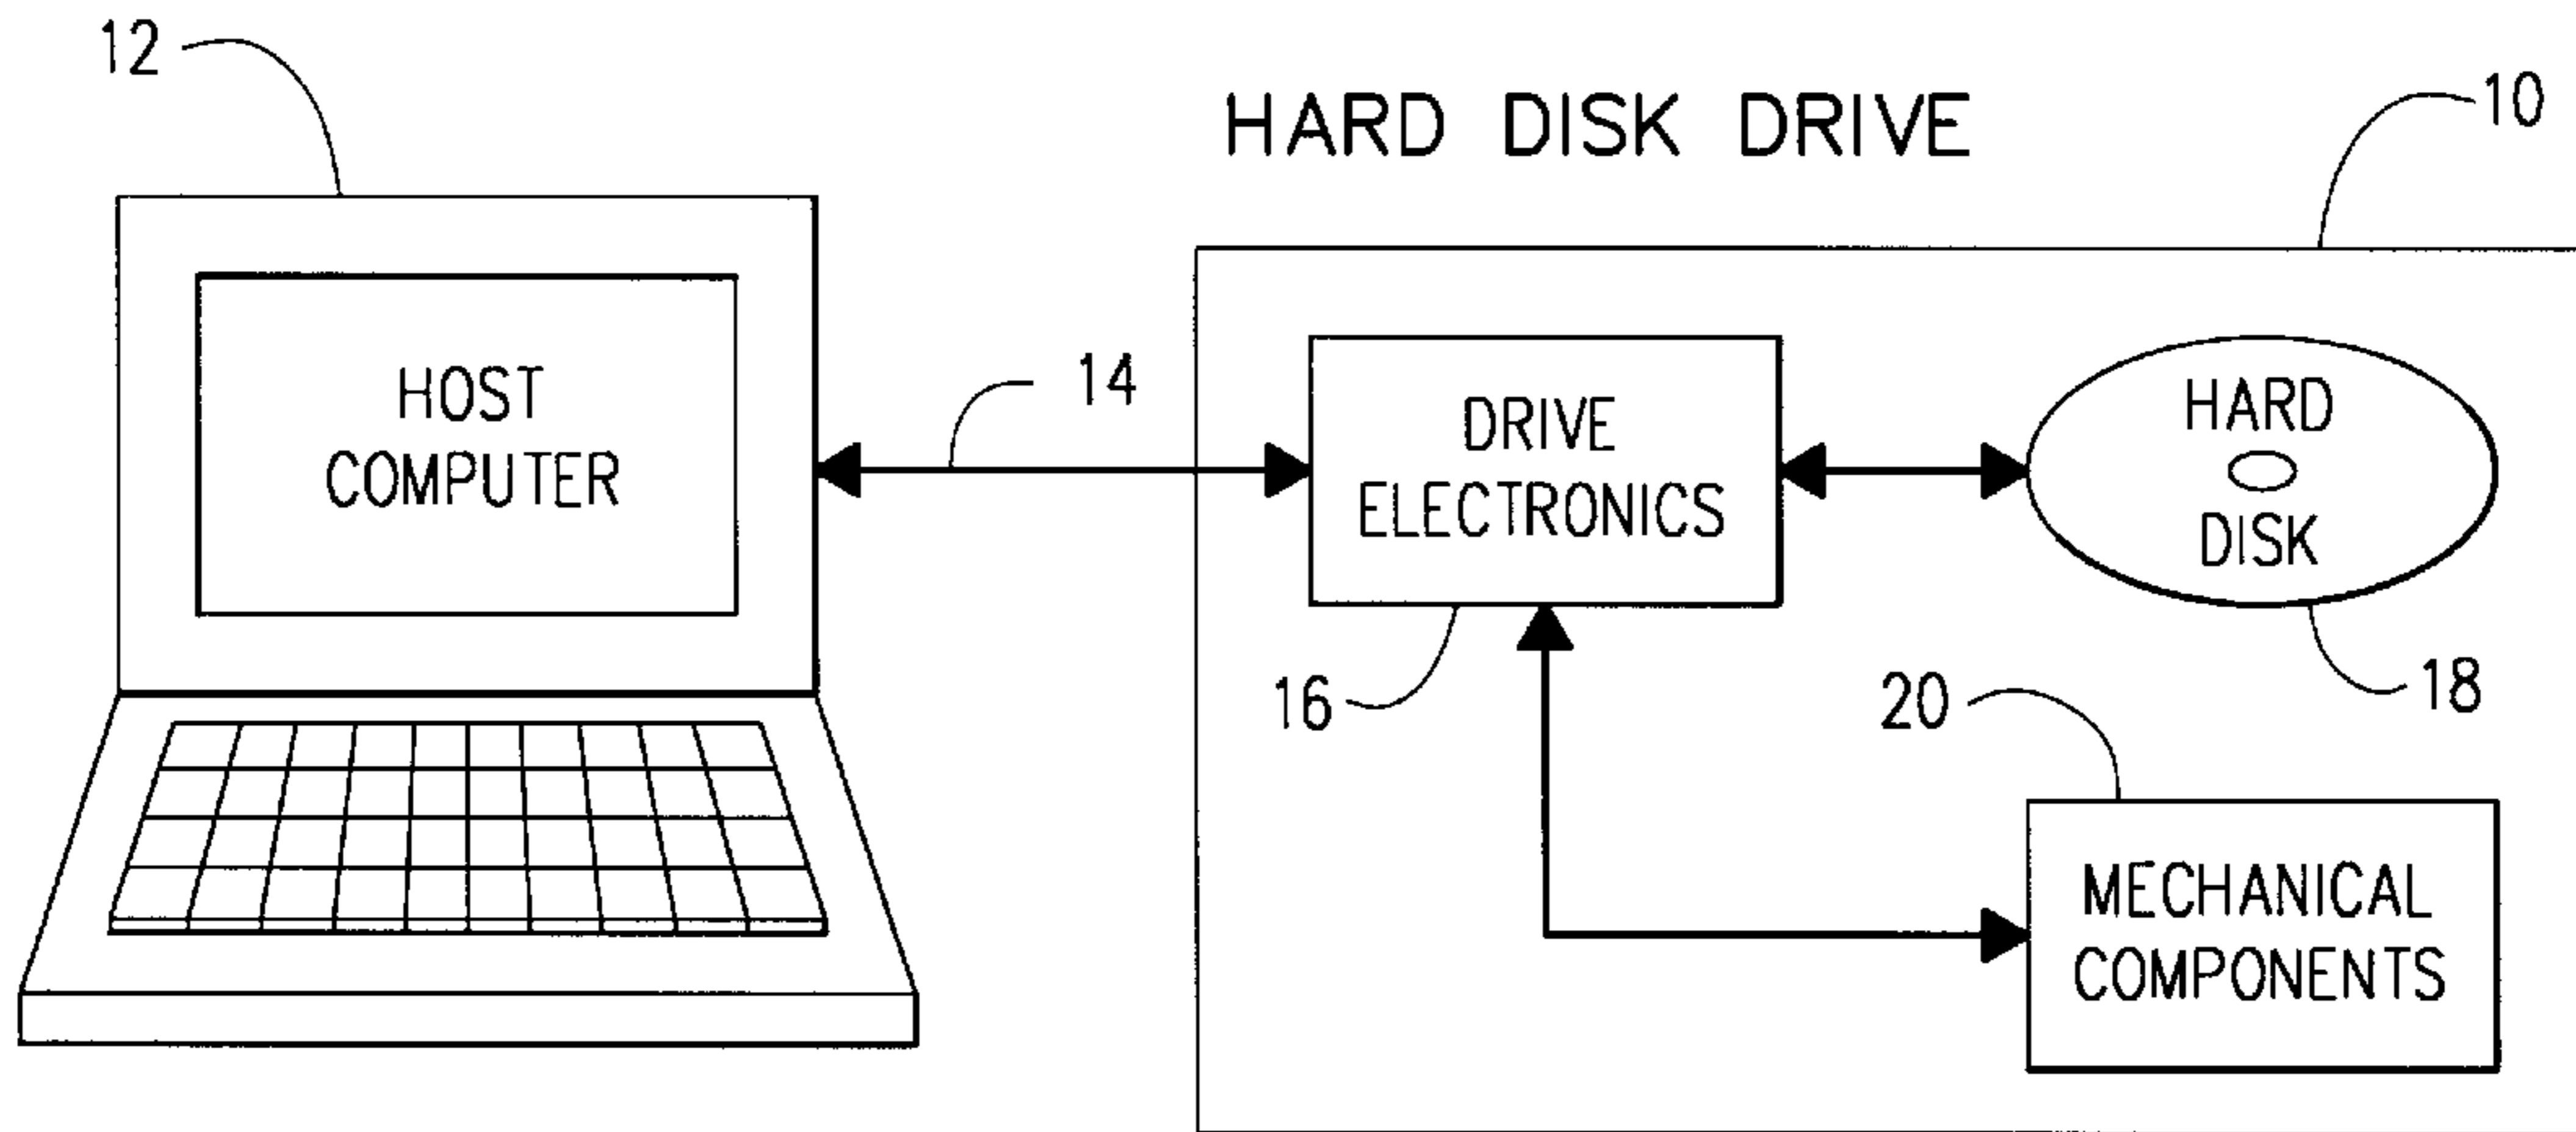 12
HARD DISK DRIVE
10
HOST
COMPUTER
14
DRIVE
ELECTRONICS
HARD
DISK
16
18
20
MECHANICAL
COMPONENTS